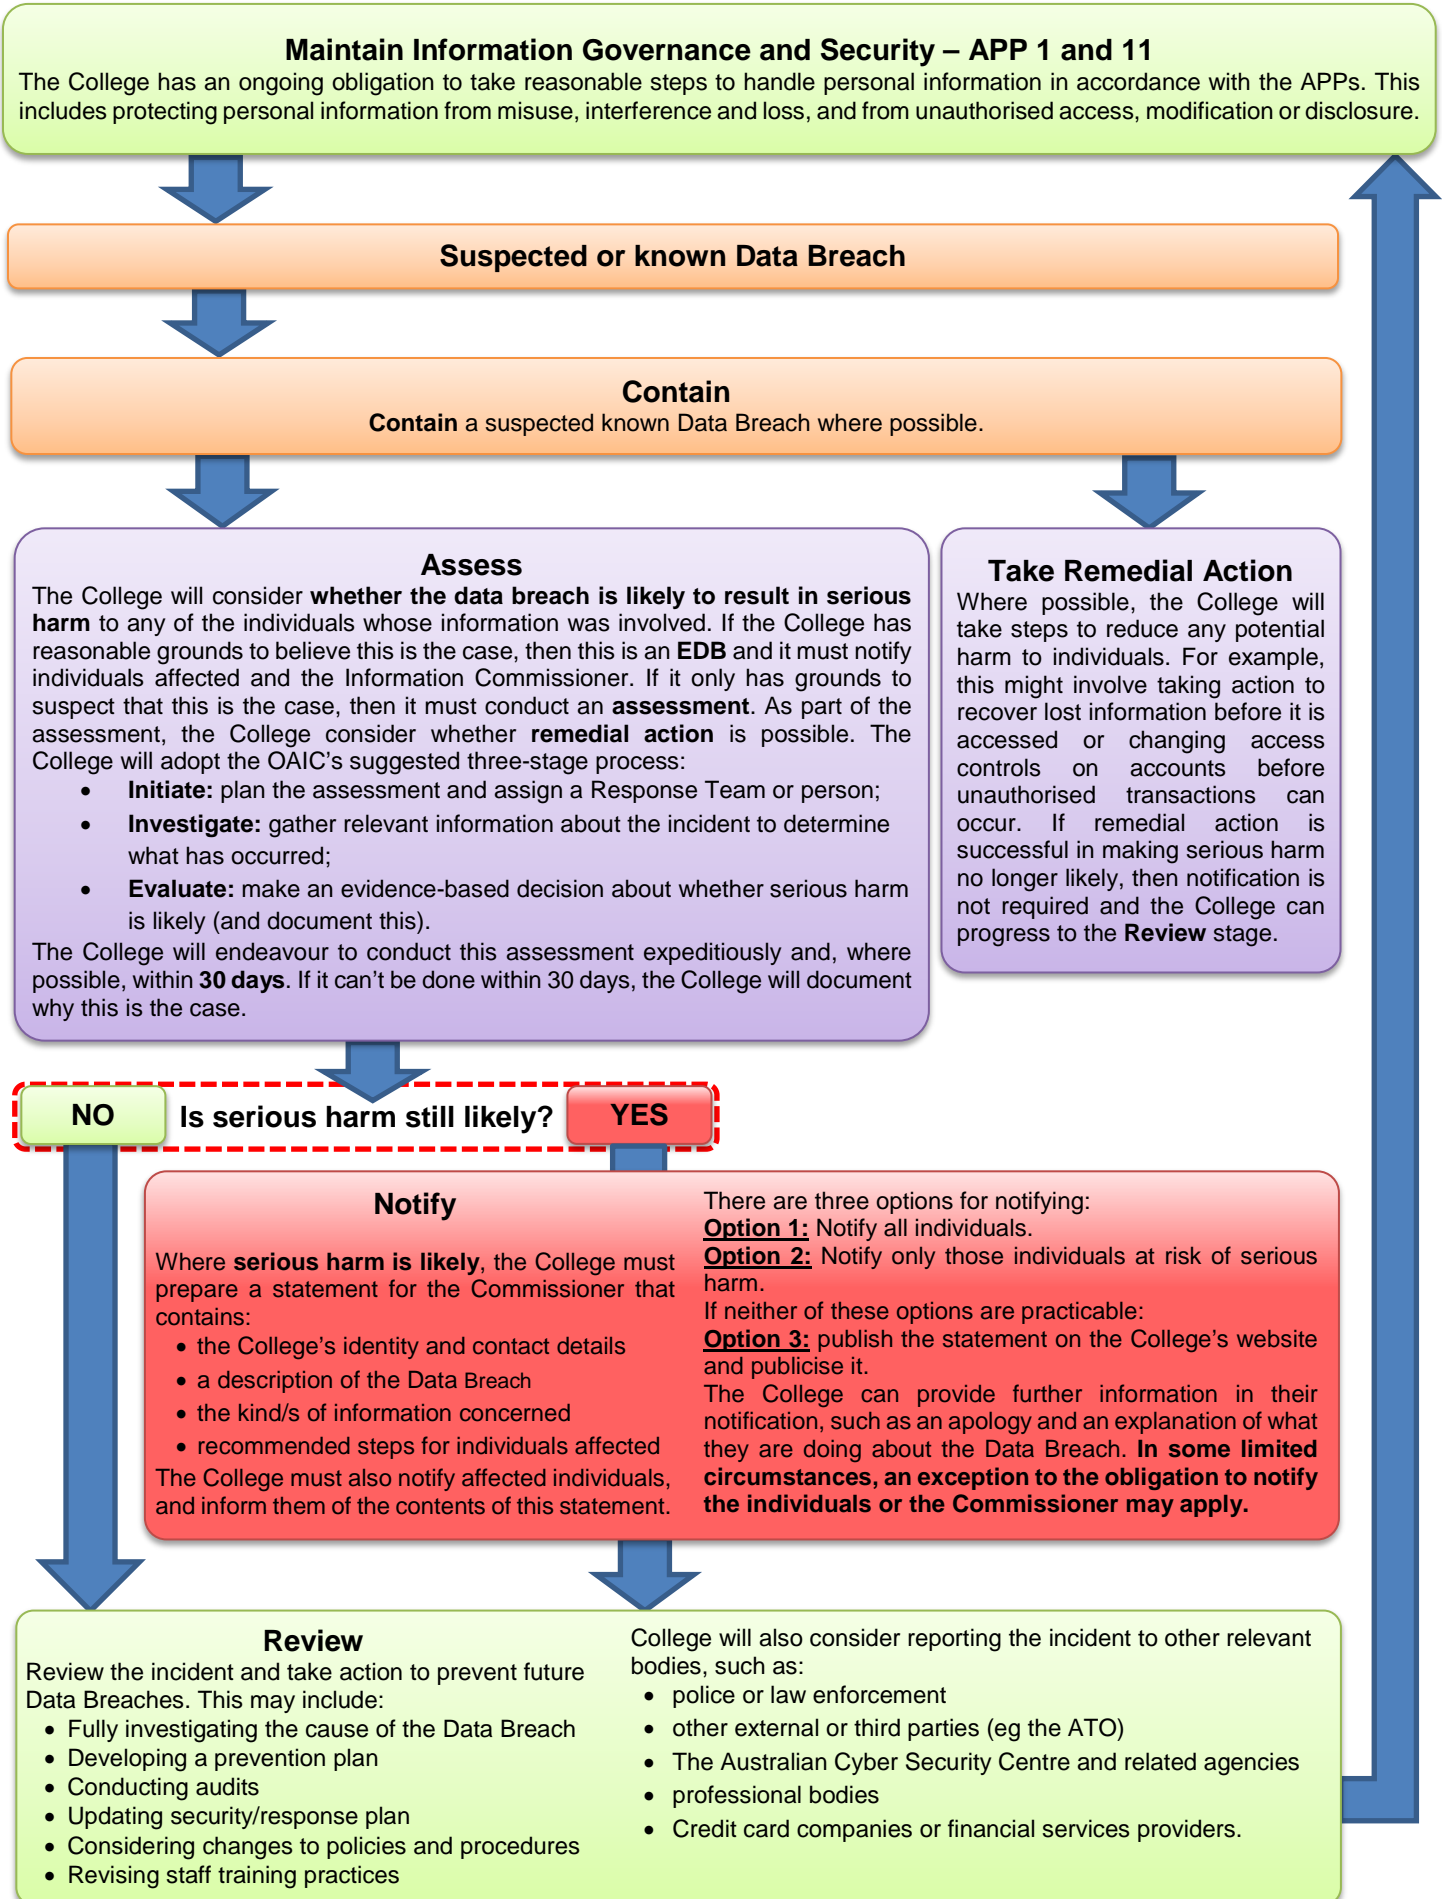 Maintain Information Governance and Security – APP 1 and 11
The College has an ongoing obligation to take reasonable steps to handle personal information in accordance with the APPs. This
includes protecting personal information from misuse, interference and loss, and from unauthorised access, modification or disclosure.
Suspected or known Data Breach
Contain
Contain a suspected known Data Breach where possible.
Assess
The College will consider whether the data breach is likely to result in serious
harm to any of the individuals whose information was involved. If the College has
reasonable grounds to believe this is the case, then this is an EDB and it must notify
individuals affected and the Information Commissioner. If it only has grounds to
suspect that this is the case, then it must conduct an assessment. As part of the
assessment, the College consider whether remedial action is possible. The
College will adopt the OAIC’s suggested three-stage process:
• Initiate: plan the assessment and assign a Response Team or person;
• Investigate: gather relevant information about the incident to determine
what has occurred;
• Evaluate: make an evidence-based decision about whether serious harm
is likely (and document this).
The College will endeavour to conduct this assessment expeditiously and, where
possible, within 30 days. If it can’t be done within 30 days, the College will document
why this is the case.
Take Remedial Action
Where possible, the College will
take steps to reduce any potential
harm to individuals. For example,
this might involve taking action to
recover lost information before it is
accessed or changing access
controls on accounts before
unauthorised transactions can
occur. If remedial action is
successful in making serious harm
no longer likely, then notification is
not required and the College can
progress to the Review stage.
NO
Is serious harm still likely?
YES
Notify
Where serious harm is likely, the College must
prepare a statement for the Commissioner that
contains:
• the College’s identity and contact details
• a description of the Data Breach
• the kind/s of information concerned
• recommended steps for individuals affected
The College must also notify affected individuals,
and inform them of the contents of this statement.
There are three options for notifying:
Option 1: Notify all individuals.
Option 2: Notify only those individuals at risk of serious
harm.
If neither of these options are practicable:
Option 3: publish the statement on the College’s website
and publicise it.
The College can provide further information in their
notification, such as an apology and an explanation of what
they are doing about the Data Breach. In some limited
circumstances, an exception to the obligation to notify
the individuals or the Commissioner may apply.
Review
Review the incident and take action to prevent future
Data Breaches. This may include:
• Fully investigating the cause of the Data Breach
• Developing a prevention plan
• Conducting audits
• Updating security/response plan
• Considering changes to policies and procedures
• Revising staff training practices
College will also consider reporting the incident to other relevant
bodies, such as:
• police or law enforcement
• other external or third parties (eg the ATO)
• The Australian Cyber Security Centre and related agencies
• professional bodies
• Credit card companies or financial services providers.